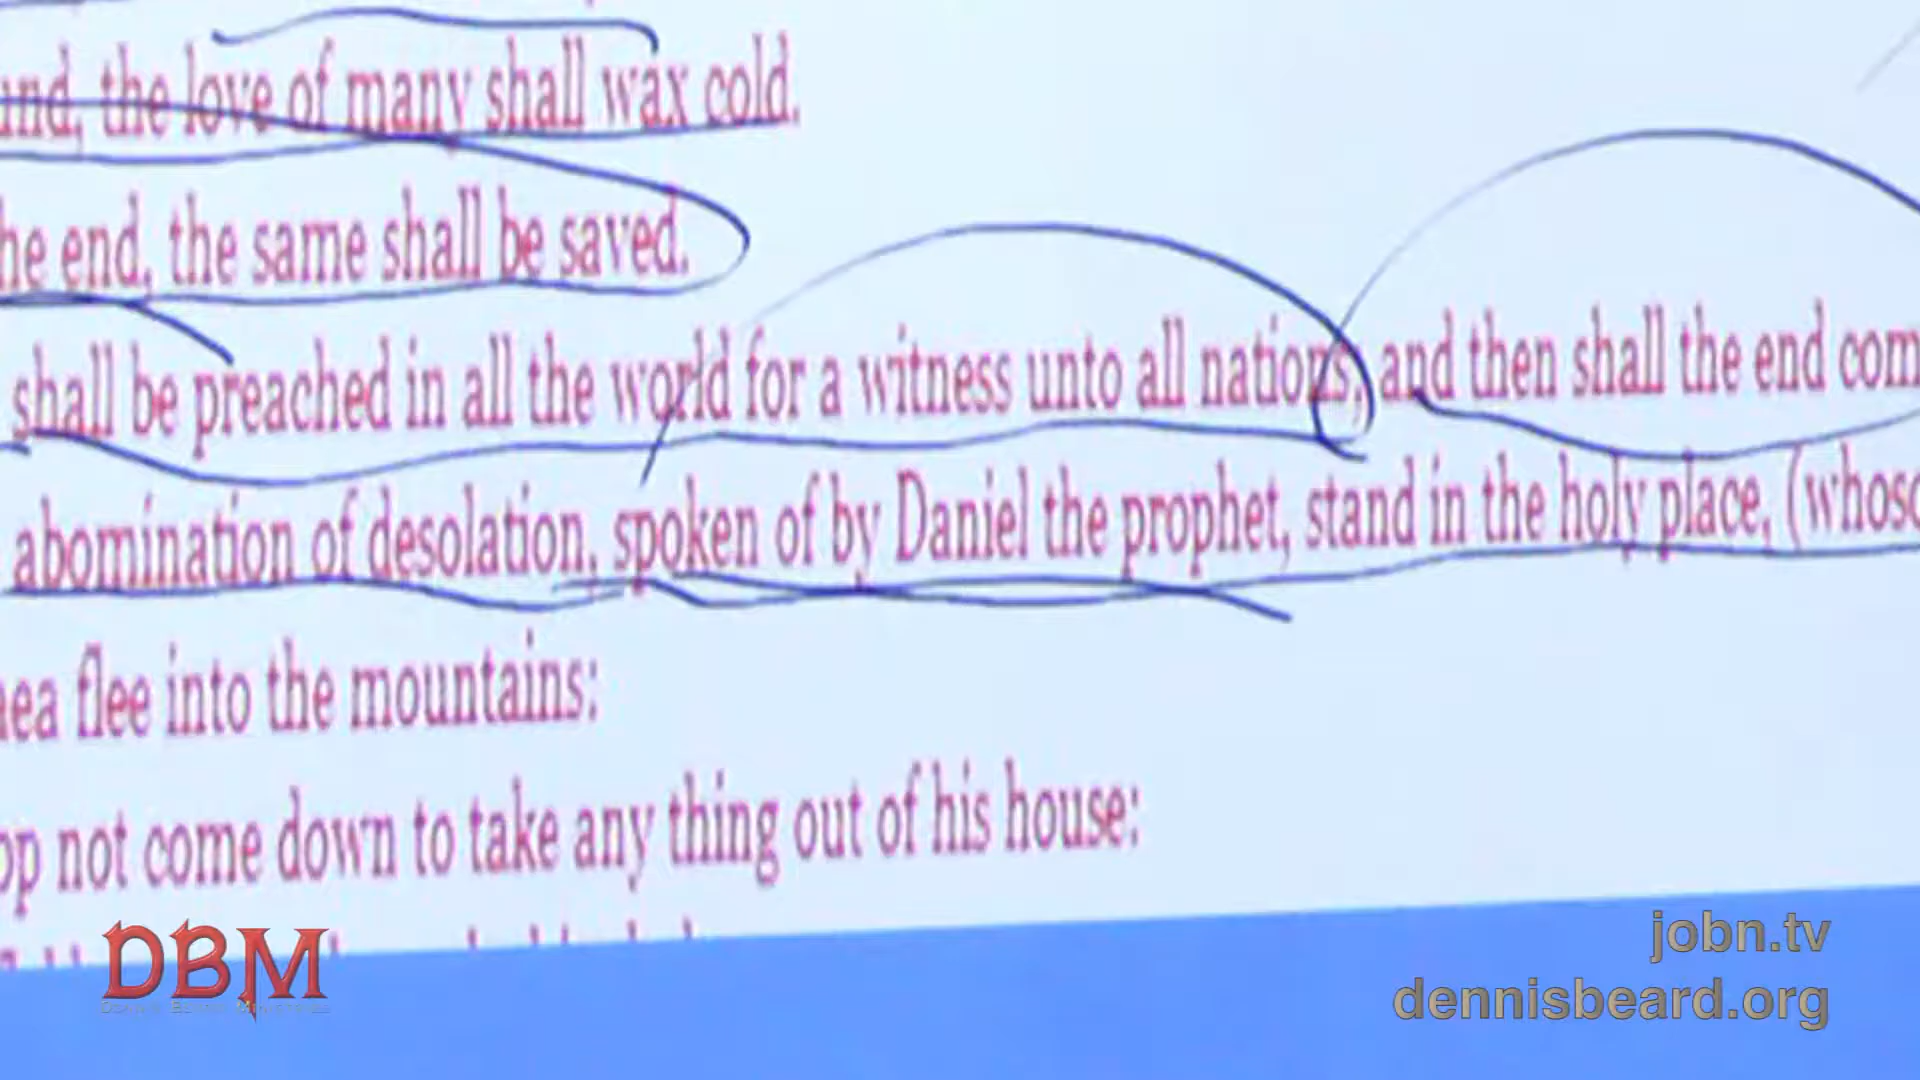 the love of many shall wax cold.
he end, the same shall be saved.
shall be preached in all the world for a witness unto all nations, and then shall the end com
abomination of desolation, spoken of by Daniel the prophet, stand in the holy place, (whoso
aea flee into the mountains:
op not come down to take any thing out of his house:
DBM
jobn.tv
dennisbeard.org